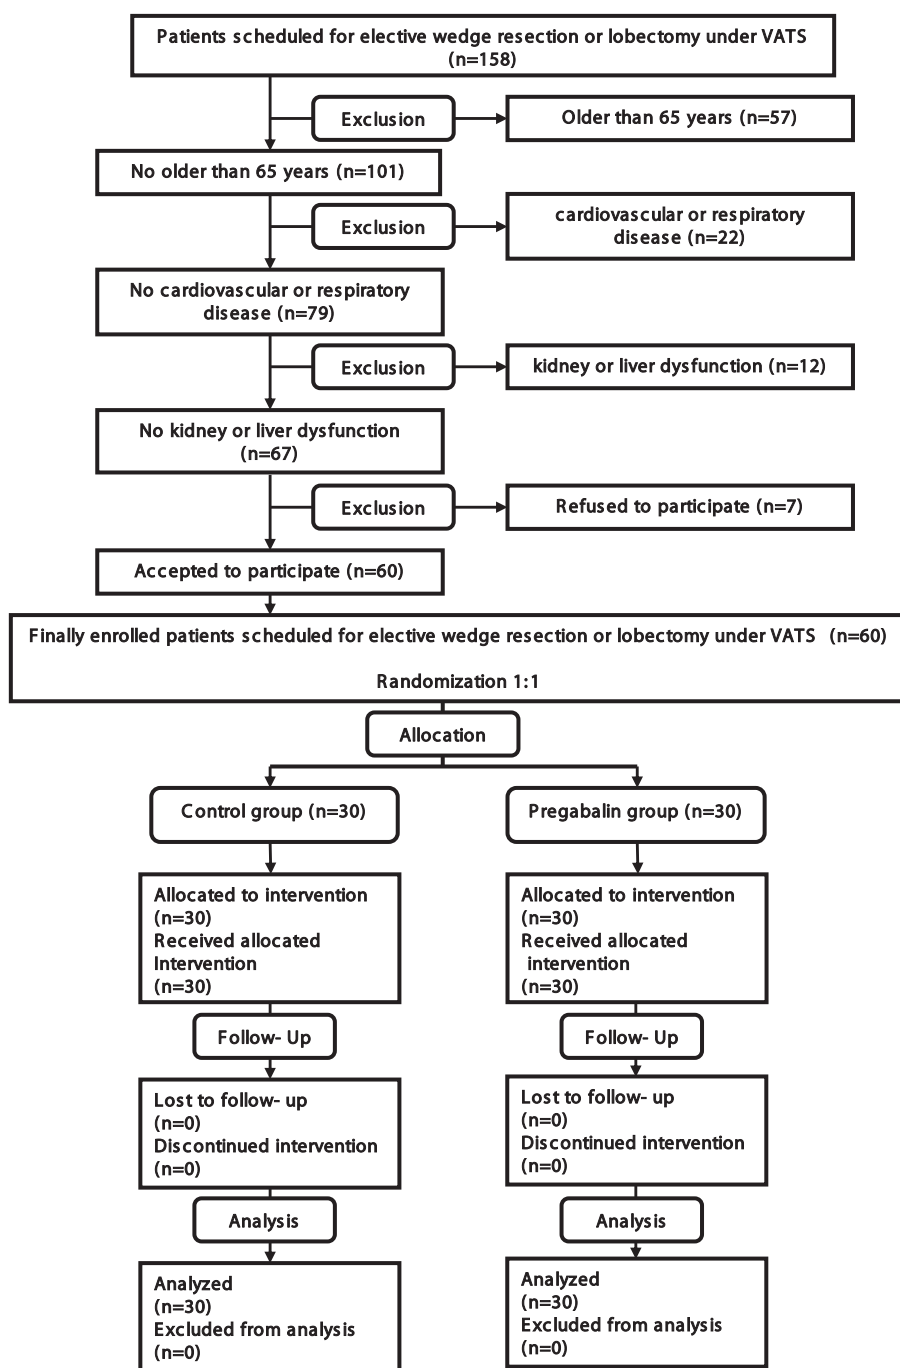 Patients scheduled for elective wedge resection or lobectomy under VATS
(n=158)
Exclusion
Older than 65 years (n=57)
No older than 65 years (n=101)
Exclusion
cardiovascular or respiratory
disease (n=22)
No cardiovascular or respiratory
disease (n=79)
Exclusion
kidney or liver dysfunction (n=12)
No kidney or liver dysfunction
(n=67)
Exclusion
Refused to participate (n=7)
Accepted to participate (n=60)
Finally enrolled patients scheduled for elective wedge resection or lobectomy under VATS (n=60)
Randomization 1:1
Allocation
Control group (n=30)
Allocated to intervention
(n=30)
Received allocated
Intervention
(n=30)
Follow- Up
Lost to follow- up
(n=0)
Discontinued intervention
(n=0)
Analysis
Analyzed
(n=30)
Excluded from analysis
(n=0)
Pregabalin group (n=30)
Allocated to intervention
(n=30)
Received allocated
intervention
(n=30)
Follow- Up
Lost to follow- up
(n=0)
Discontinued intervention
(n=0)
Analysis
Analyzed
(n=30)
Excluded from analysis
(n=0)